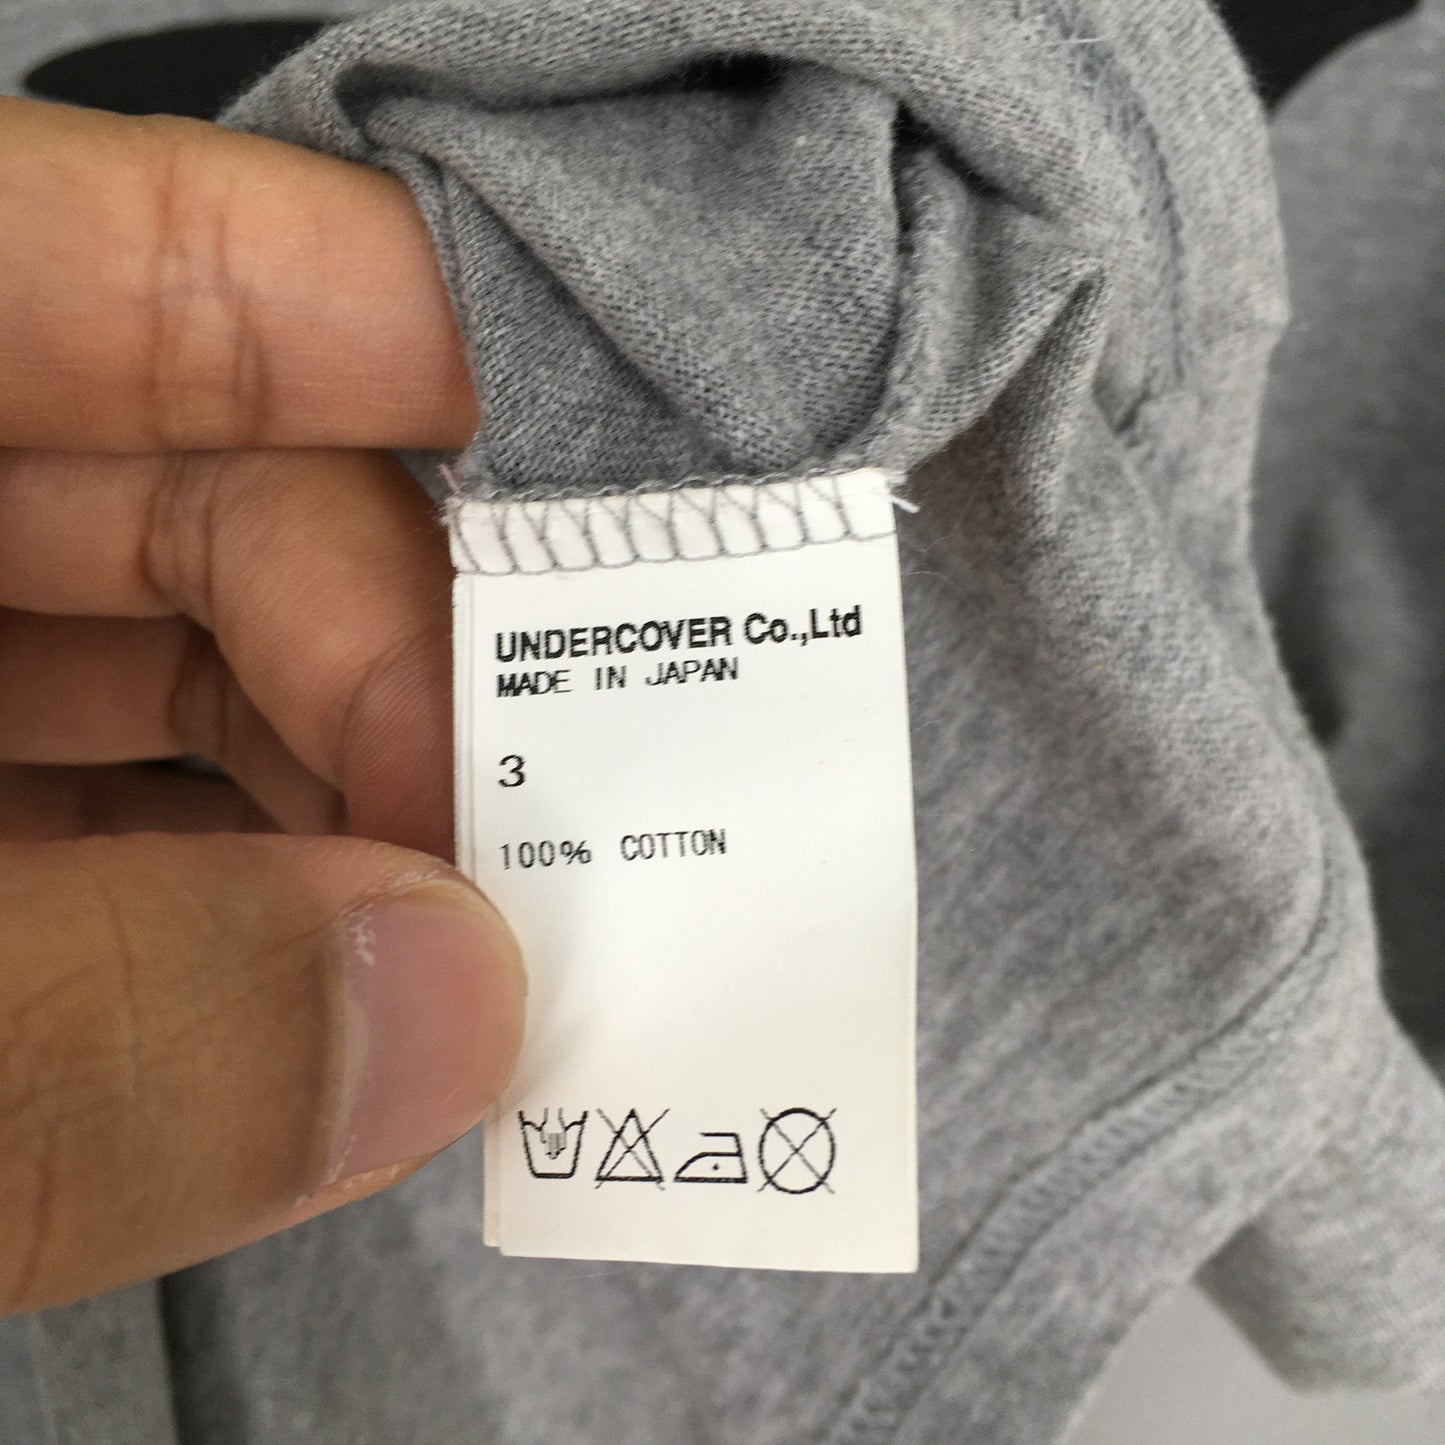 UNDERCOVER Co.,Ltd
MADE IN JAPAN
3
100% COTTON